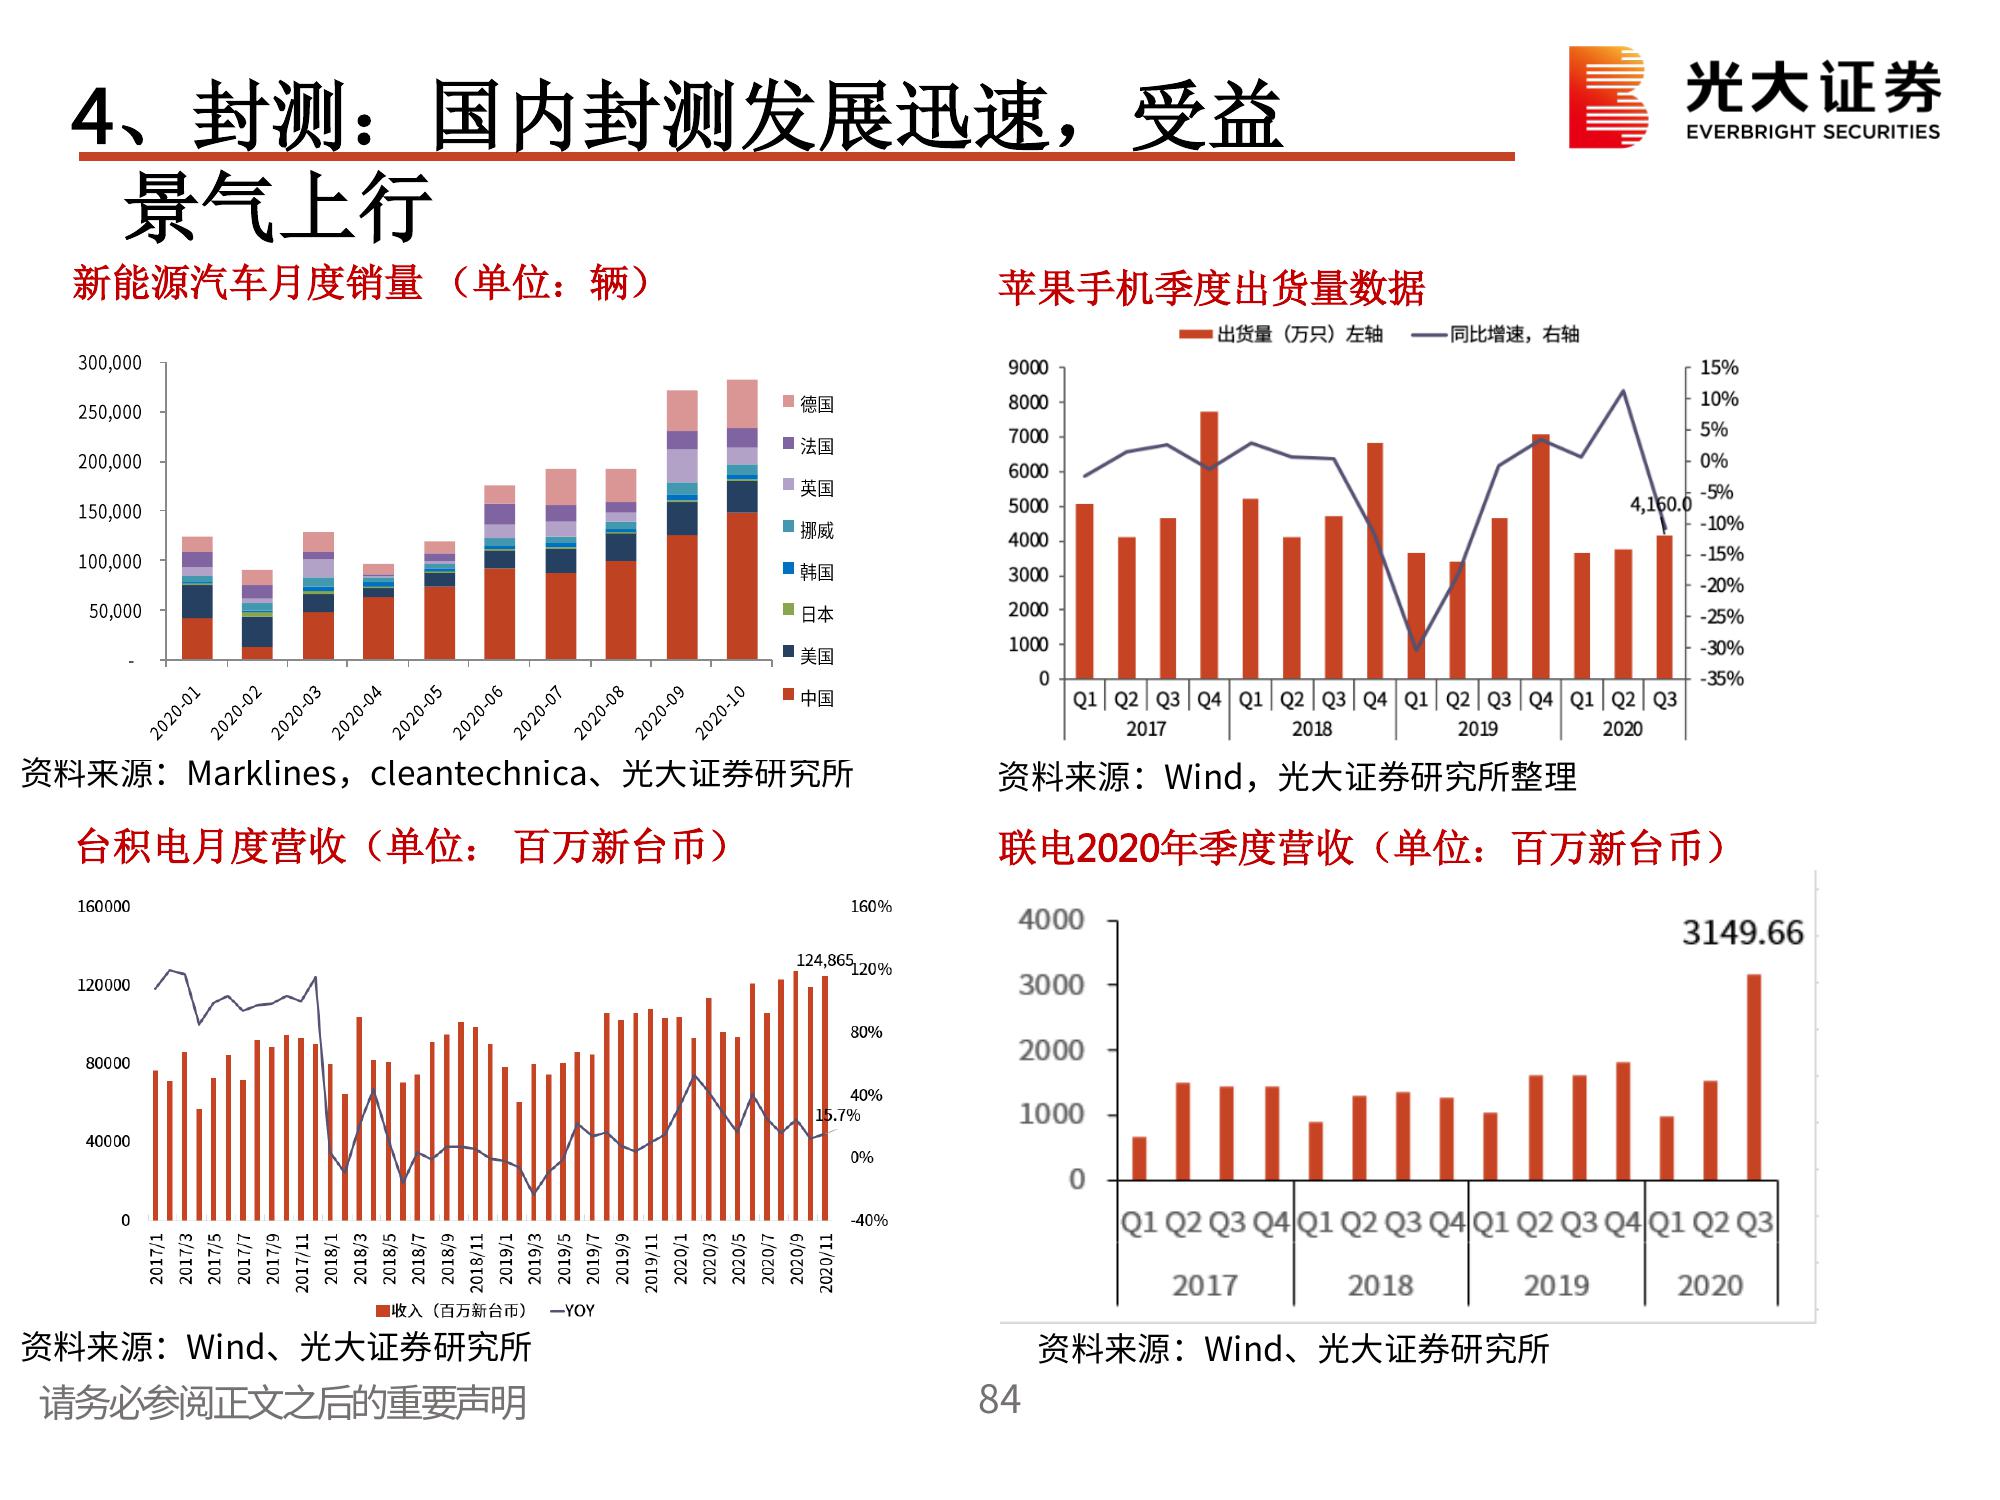 4、封测：国内封测发展迅速，受益
景气上行
光大证券
EVERBRIGHT SECURITIES
新能源汽车月度销量 （单位：辆）
300,000
250,000
200,000
150,000
100,000
50,000
-
2020-01
2020-02
2020-03
2020-04
2020-05
2020-06
2020-07
2020-08
2020-09
2020-10
德国
法国
英国
挪威
韩国
日本
美国
中国
资料来源：Marklines，cleantechnica、光大证券研究所
苹果手机季度出货量数据
出货量（万只）左轴
同比增速，右轴
9000
8000
7000
6000
5000
4000
3000
2000
1000
0
15%
10%
5%
0%
-5%
-10%
-15%
-20%
-25%
-30%
-35%
4,160.0
Q1 Q2 Q3 Q4 Q1 Q2 Q3 Q4 Q1 Q2 Q3 Q4 Q1 Q2 Q3
2017 2018 2019 2020
资料来源：Wind，光大证券研究所整理
台积电月度营收（单位： 百万新台币）
160000
120000
80000
40000
0
160%
120%
80%
40%
0%
-40%
124,865
15.7%
2017/1
2017/3
2017/5
2017/7
2017/9
2017/11
2018/1
2018/3
2018/5
2018/7
2018/9
2018/11
2019/1
2019/3
2019/5
2019/7
2019/9
2019/11
2020/1
2020/3
2020/5
2020/7
2020/9
2020/11
收入（百万新台币）
YOY
资料来源：Wind、光大证券研究所
联电2020年季度营收（单位：百万新台币）
4000
3000
2000
1000
0
3149.66
Q1 Q2 Q3 Q4 Q1 Q2 Q3 Q4 Q1 Q2 Q3 Q4 Q1 Q2 Q3
2017 2018 2019 2020
资料来源：Wind、光大证券研究所
请务必参阅正文之后的重要声明
84